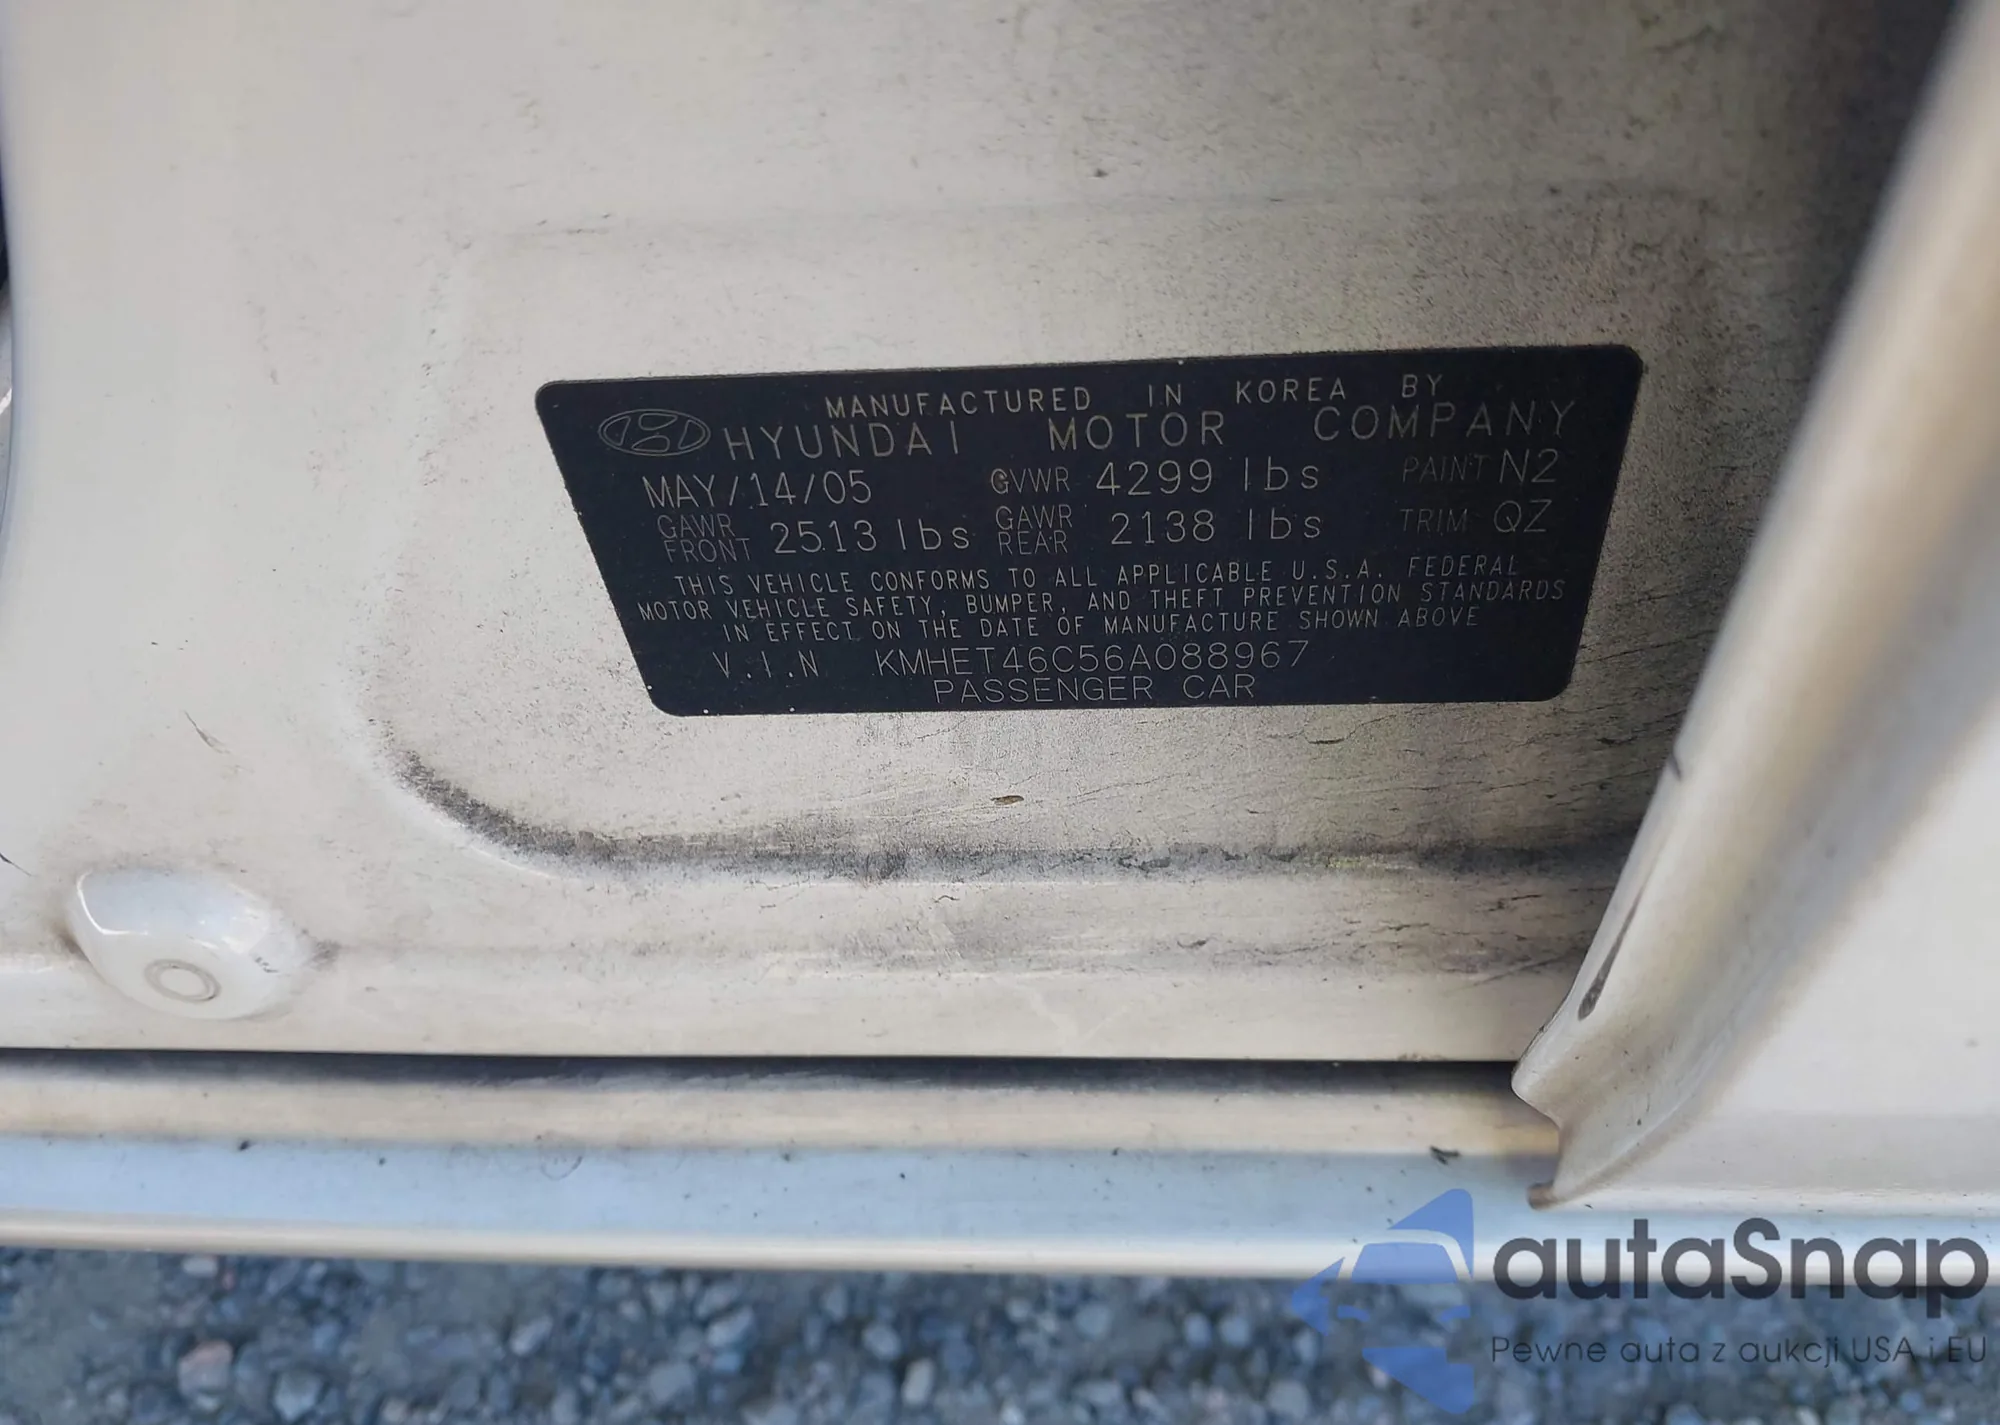 MANUFACTURED IN KOREA BY
HYUNDAI MOTOR COMPANY
MAY/14/05 GVWR 4299 lbs PAINT N2
GAWR FRONT 2513 lbs GAWR REAR 2138 lbs TRIM QZ
THIS VEHICLE CONFORMS TO ALL APPLICABLE U.S.A. FEDERAL
MOTOR VEHICLE SAFETY, BUMPER, AND THEFT PREVENTION STANDARDS
IN EFFECT ON THE DATE OF MANUFACTURE SHOWN ABOVE
V.I.N KMHET46C56A088967
PASSENGER CAR
autaSnap
Pewne auta z aukcji USA i EU